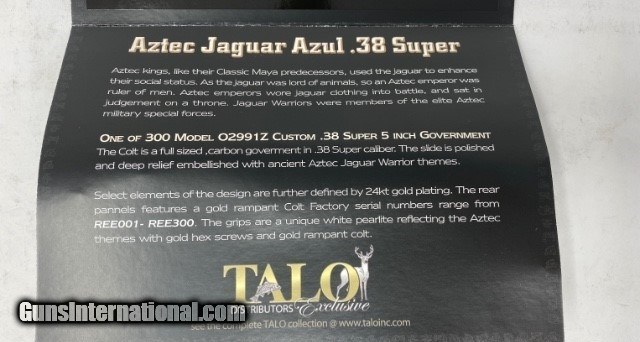 Aztec Jaguar Azul .38 Super
Aztec kings, like their Classic Maya predecessors, used the jaguar to enhance
their social status. As the jaguar was lord of animals, so an Aztec emperor was
ruler of men. Aztec emperors wore jaguar clothing into battle, and sat in
judgement on a throne. Jaguar Warriors were members of the elite Aztec
military special forces.
One of 300 Model O2991Z Custom .38 Super 5 inch Government
The Colt is a full sized ,carbon goverment in .38 Super caliber. The slide is polished
and deep relief embellished with ancient Aztec Jaguar Warrior themes.
Select elements of the design are further defined by 24kt gold plating. The rear
pannels features a gold rampant Colt Factory serial numbers range from
REE001- REE300. The grips are a unique white pearlite reflecting the Aztec
themes with gold hex screws and gold rampant colt.
TALO
DISTRIBUTORS Exclusive
see the complete TALO collection @ www.taloinc.com
GunsInternational.com